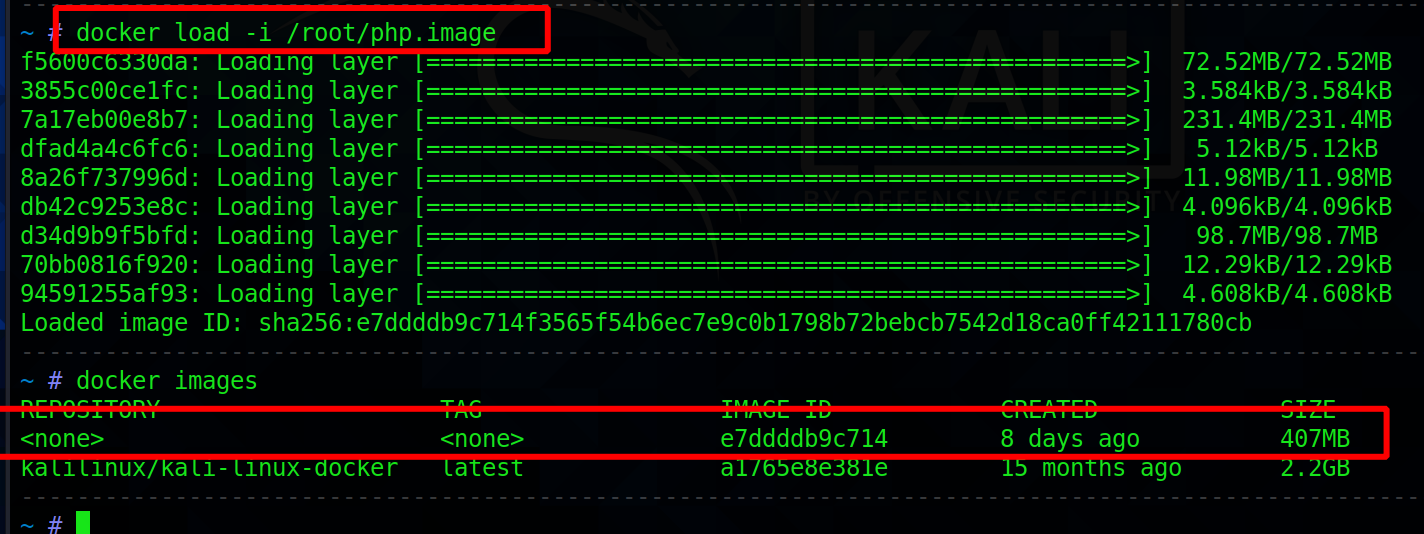 ~ # docker load -i /root/php.image
f5600c6330da: Loading layer [==================================================>]  72.52MB/72.52MB
3855c00ce1fc: Loading layer [==================================================>]  3.584kB/3.584kB
7a17eb00e8b7: Loading layer [==================================================>]  231.4MB/231.4MB
dfad4a4c6fc6: Loading layer [==================================================>]   5.12kB/5.12kB
8a26f737996d: Loading layer [==================================================>]  11.98MB/11.98MB
db42c9253e8c: Loading layer [==================================================>]  4.096kB/4.096kB
d34d9b9f5bfd: Loading layer [==================================================>]   98.7MB/98.7MB
70bb0816f920: Loading layer [==================================================>]  12.29kB/12.29kB
94591255af93: Loading layer [==================================================>]  4.608kB/4.608kB
Loaded image ID: sha256:e7ddddb9c714f3565f54b6ec7e9c0b1798b72bebcb7542d18ca0ff42111780cb
~ # docker images
REPOSITORY                    TAG                 IMAGE ID            CREATED             SIZE
<none>                        <none>              e7ddddb9c714        8 days ago          407MB
kalilinux/kali-linux-docker   latest              a1765e8e381e        15 months ago       2.2GB
~ #
KALI
BY OFFENSIVE SECURITY